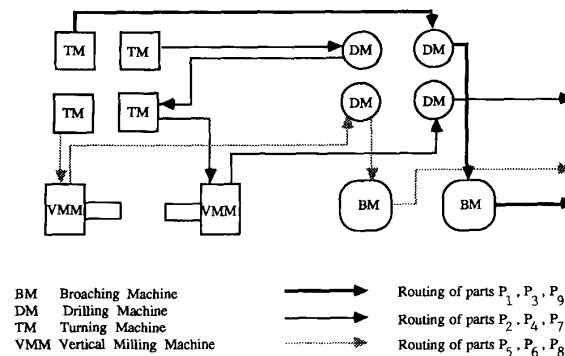 TM TM DM DM
TM TM DM DM
VMM VMM BM BM
BM Broaching Machine
DM Drilling Machine
TM Turning Machine
VMM Vertical Milling Machine
Routing of parts P1, P3, P9
Routing of parts P2, P4, P7
Routing of parts P5, P6, P8